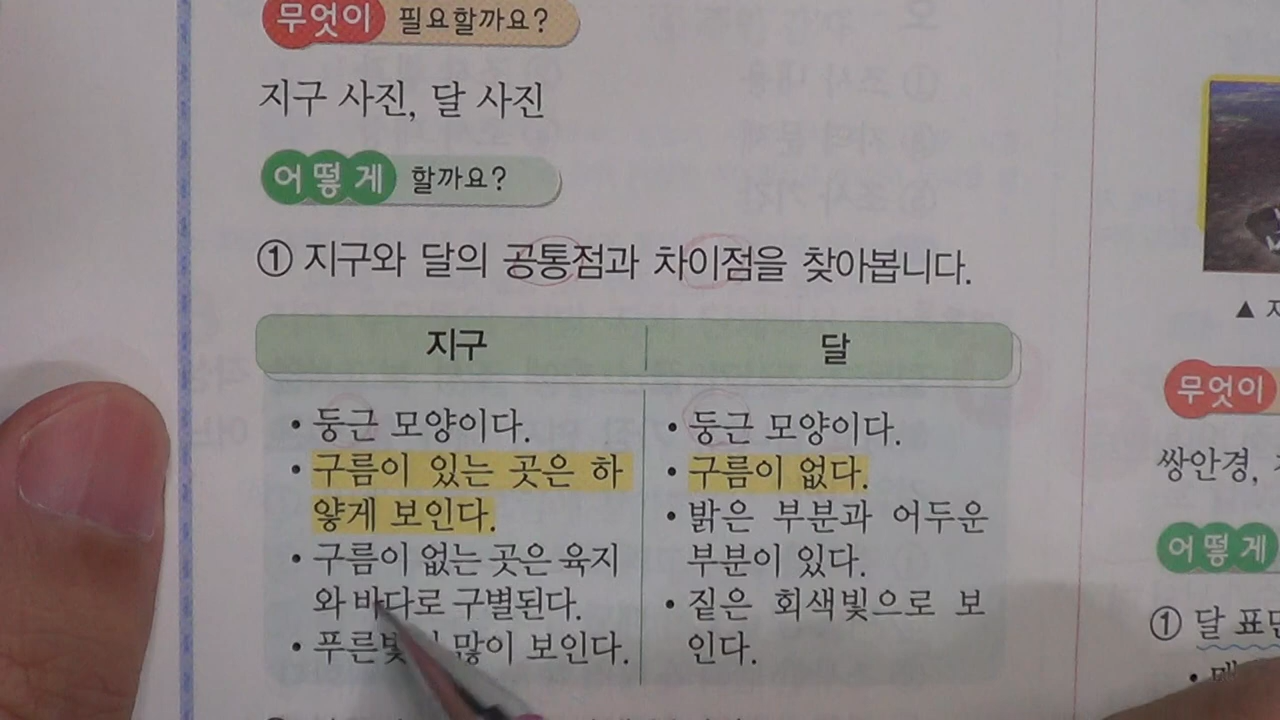 무엇이 필요할까요?
지구 사진, 달 사진
어떻게 할까요?
① 지구와 달의 공통점과 차이점을 찾아봅니다.
지구
• 둥근 모양이다.
• 구름이 있는 곳은 하
얗게 보인다.
• 구름이 없는 곳은 육지
와 바다로 구별된다.
• 푸른빛이 많이 보인다.
달
• 둥근 모양이다.
• 구름이 없다.
• 밝은 부분과 어두운
부분이 있다.
• 짙은 회색빛으로 보
인다.
▲
무엇이
쌍안경,
어떻게
① 달 표면